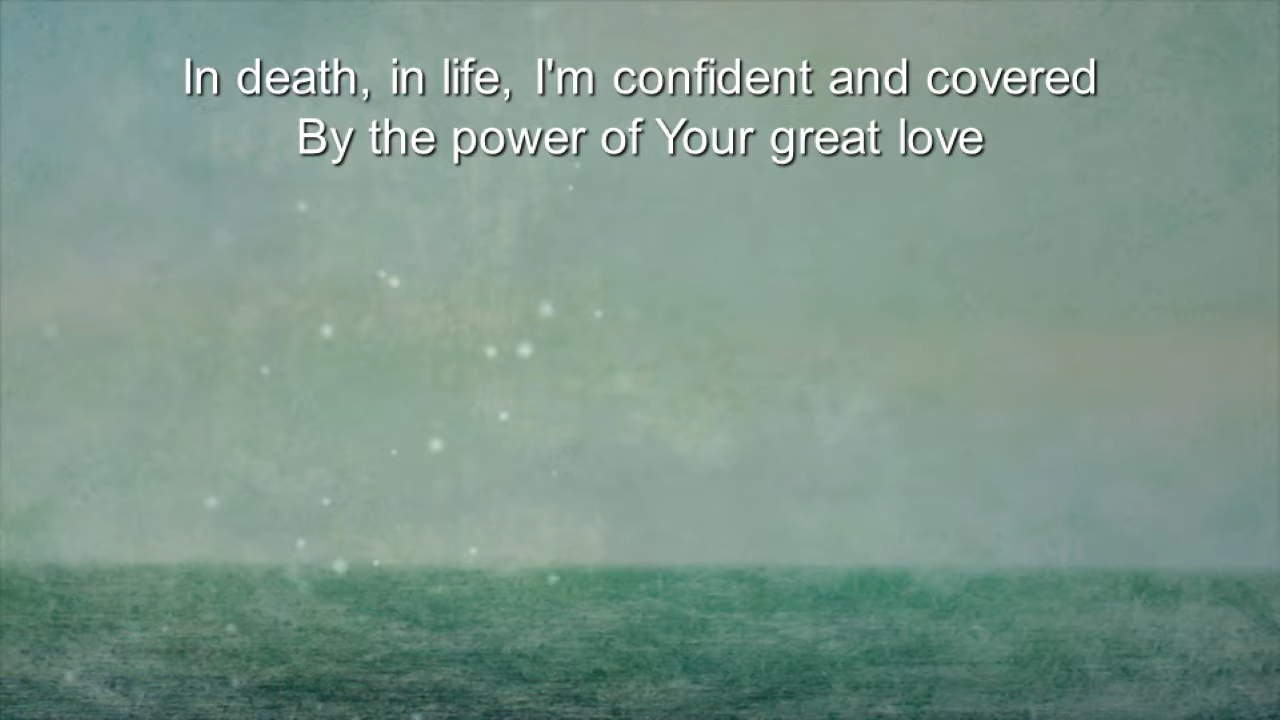 In death, in life, I'm confident and covered
By the power of Your great love